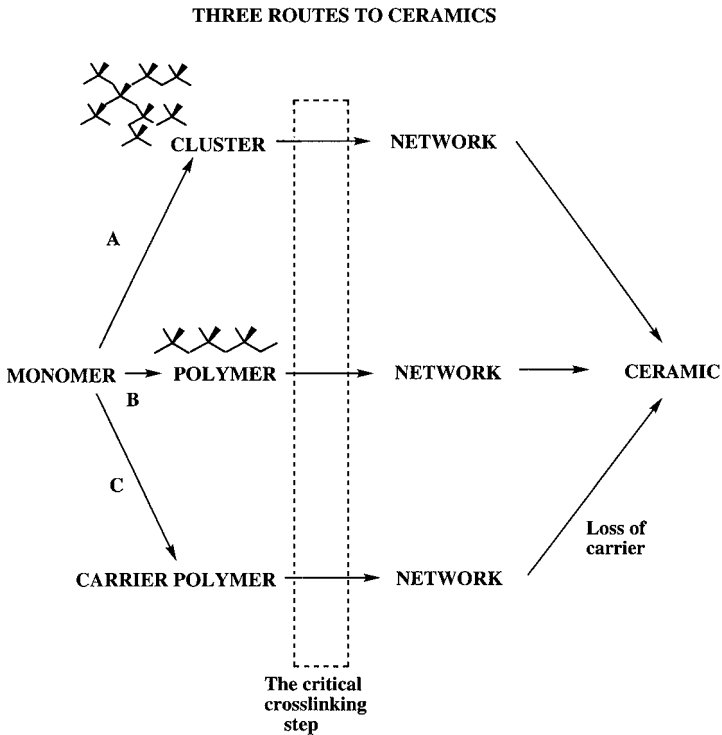 THREE ROUTES TO CERAMICS
CLUSTER
NETWORK
A
MONOMER
B
POLYMER
NETWORK
CERAMIC
C
Loss of
carrier
CARRIER POLYMER
NETWORK
The critical
crosslinking
step